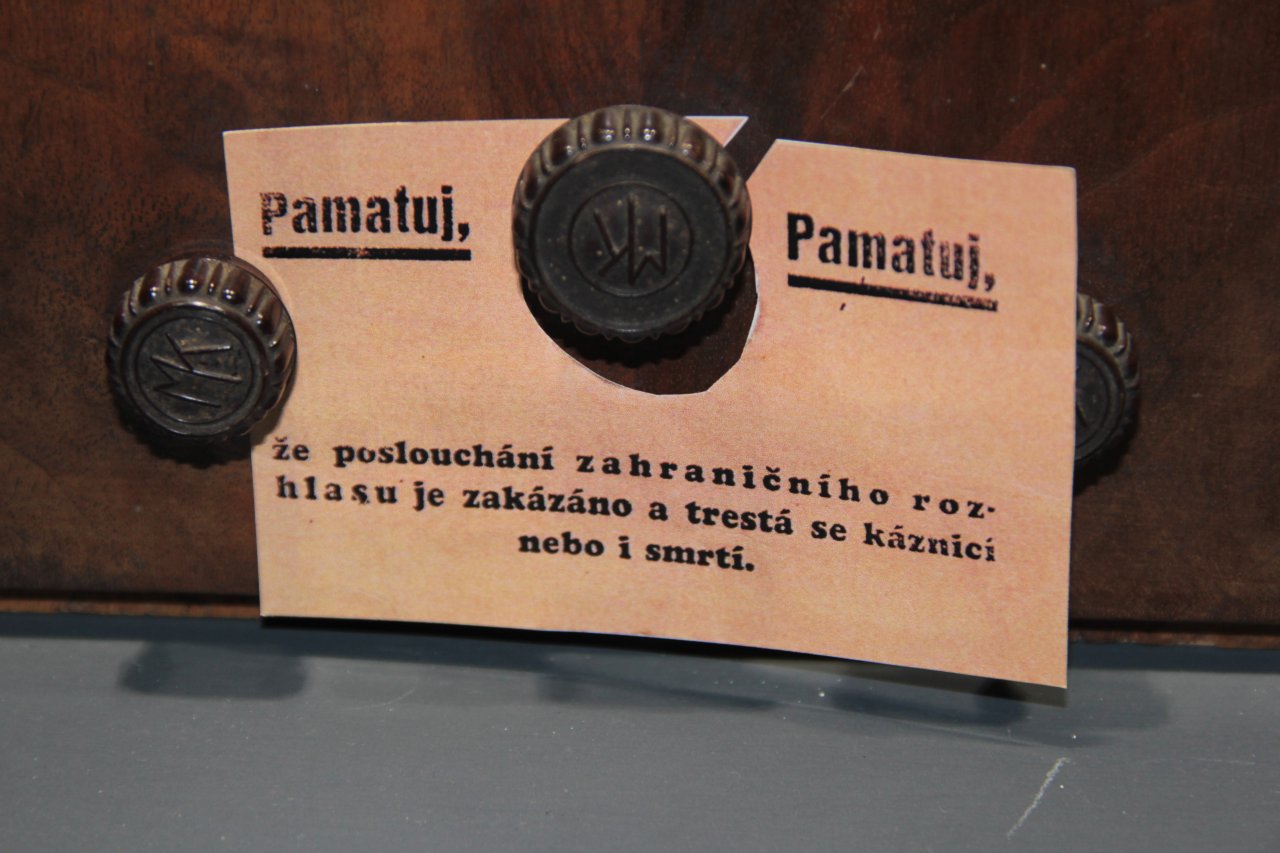 Pamatuj,
Pamatuj,
že poslouchání zahraničního roz-
hlasu je zakázáno a trestá se káznicí
nebo i smrtí.